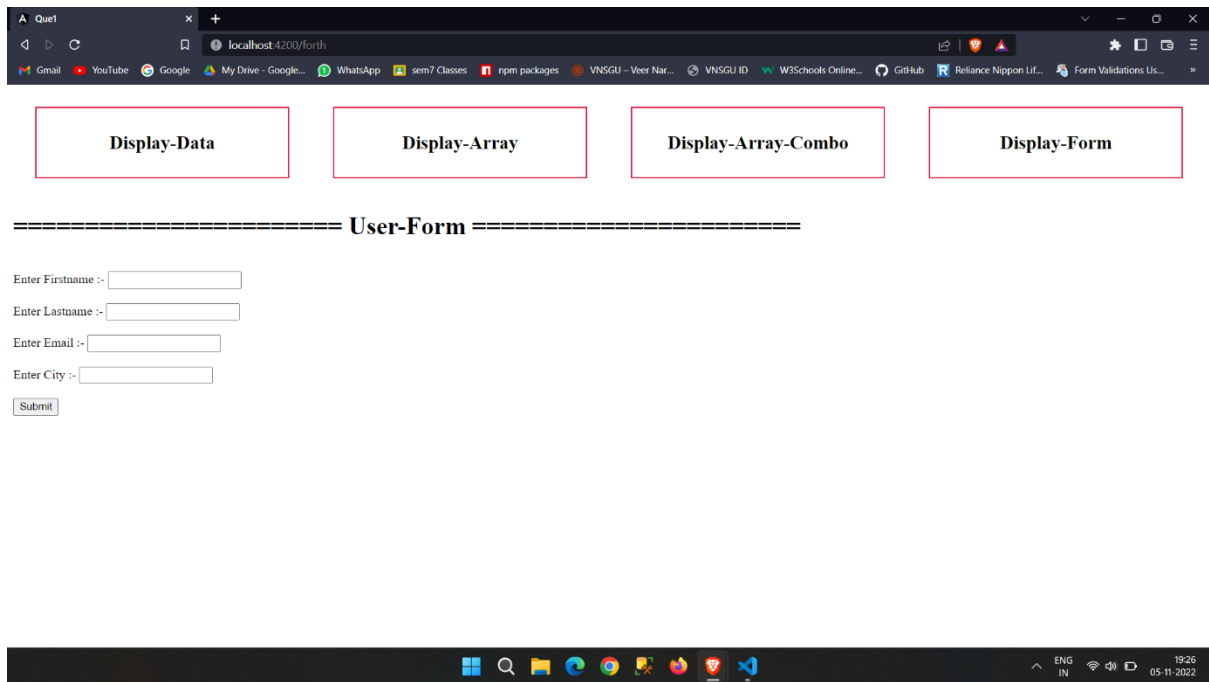 Que1
localhost:4200/forth
Gmail YouTube Google My Drive - Google... WhatsApp sem7 Classes npm packages VNSGU – Veer Nar... VNSGU ID W3Schools Online... GitHub Reliance Nippon Lif... Form Validations Us... »
Display-Data Display-Array Display-Array-Combo Display-Form
======================= User-Form =======================
Enter Firstname :-
Enter Lastname :-
Enter Email :-
Enter City :-
Submit
ENG 19:26
IN 05-11-2022